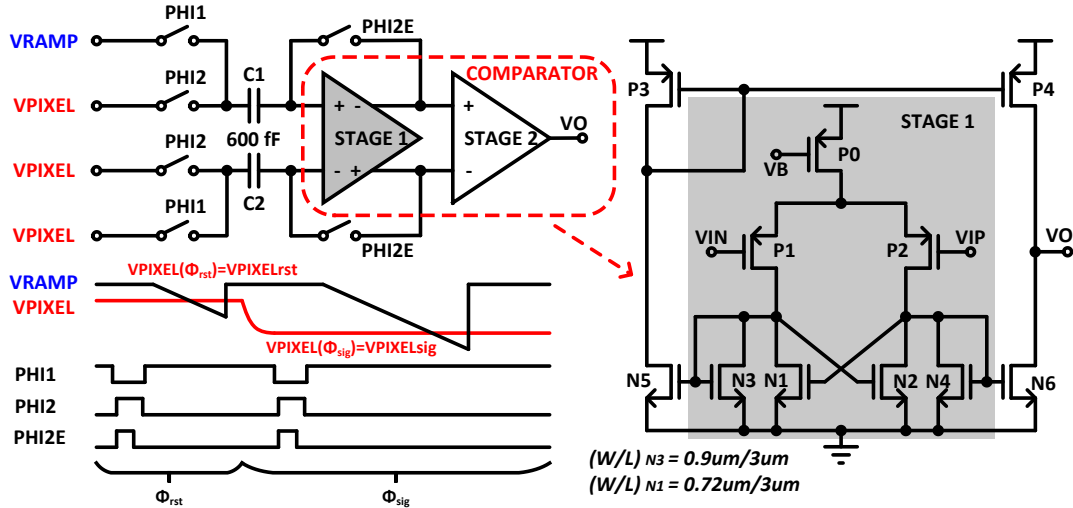 PHI1
VRAMP
PHI2
VPIXEL
C1
PHI2E
COMPARATOR
+ -
STAGE 1
- +
+
STAGE 2
-
VO
600 fF
PHI2
VPIXEL
C2
PHI1
VPIXEL
PHI2E
P3
P4
STAGE 1
P0
VB
VIN
P1
P2
VIP
VO
N5
N3
N1
N2
N4
N6
(W/L) N3 = 0.9um/3um
(W/L) N1 = 0.72um/3um
VPIXEL(Φrst)=VPIXELrst
VRAMP
VPIXEL
VPIXEL(Φsig)=VPIXELsig
PHI1
PHI2
PHI2E
Φrst
Φsig